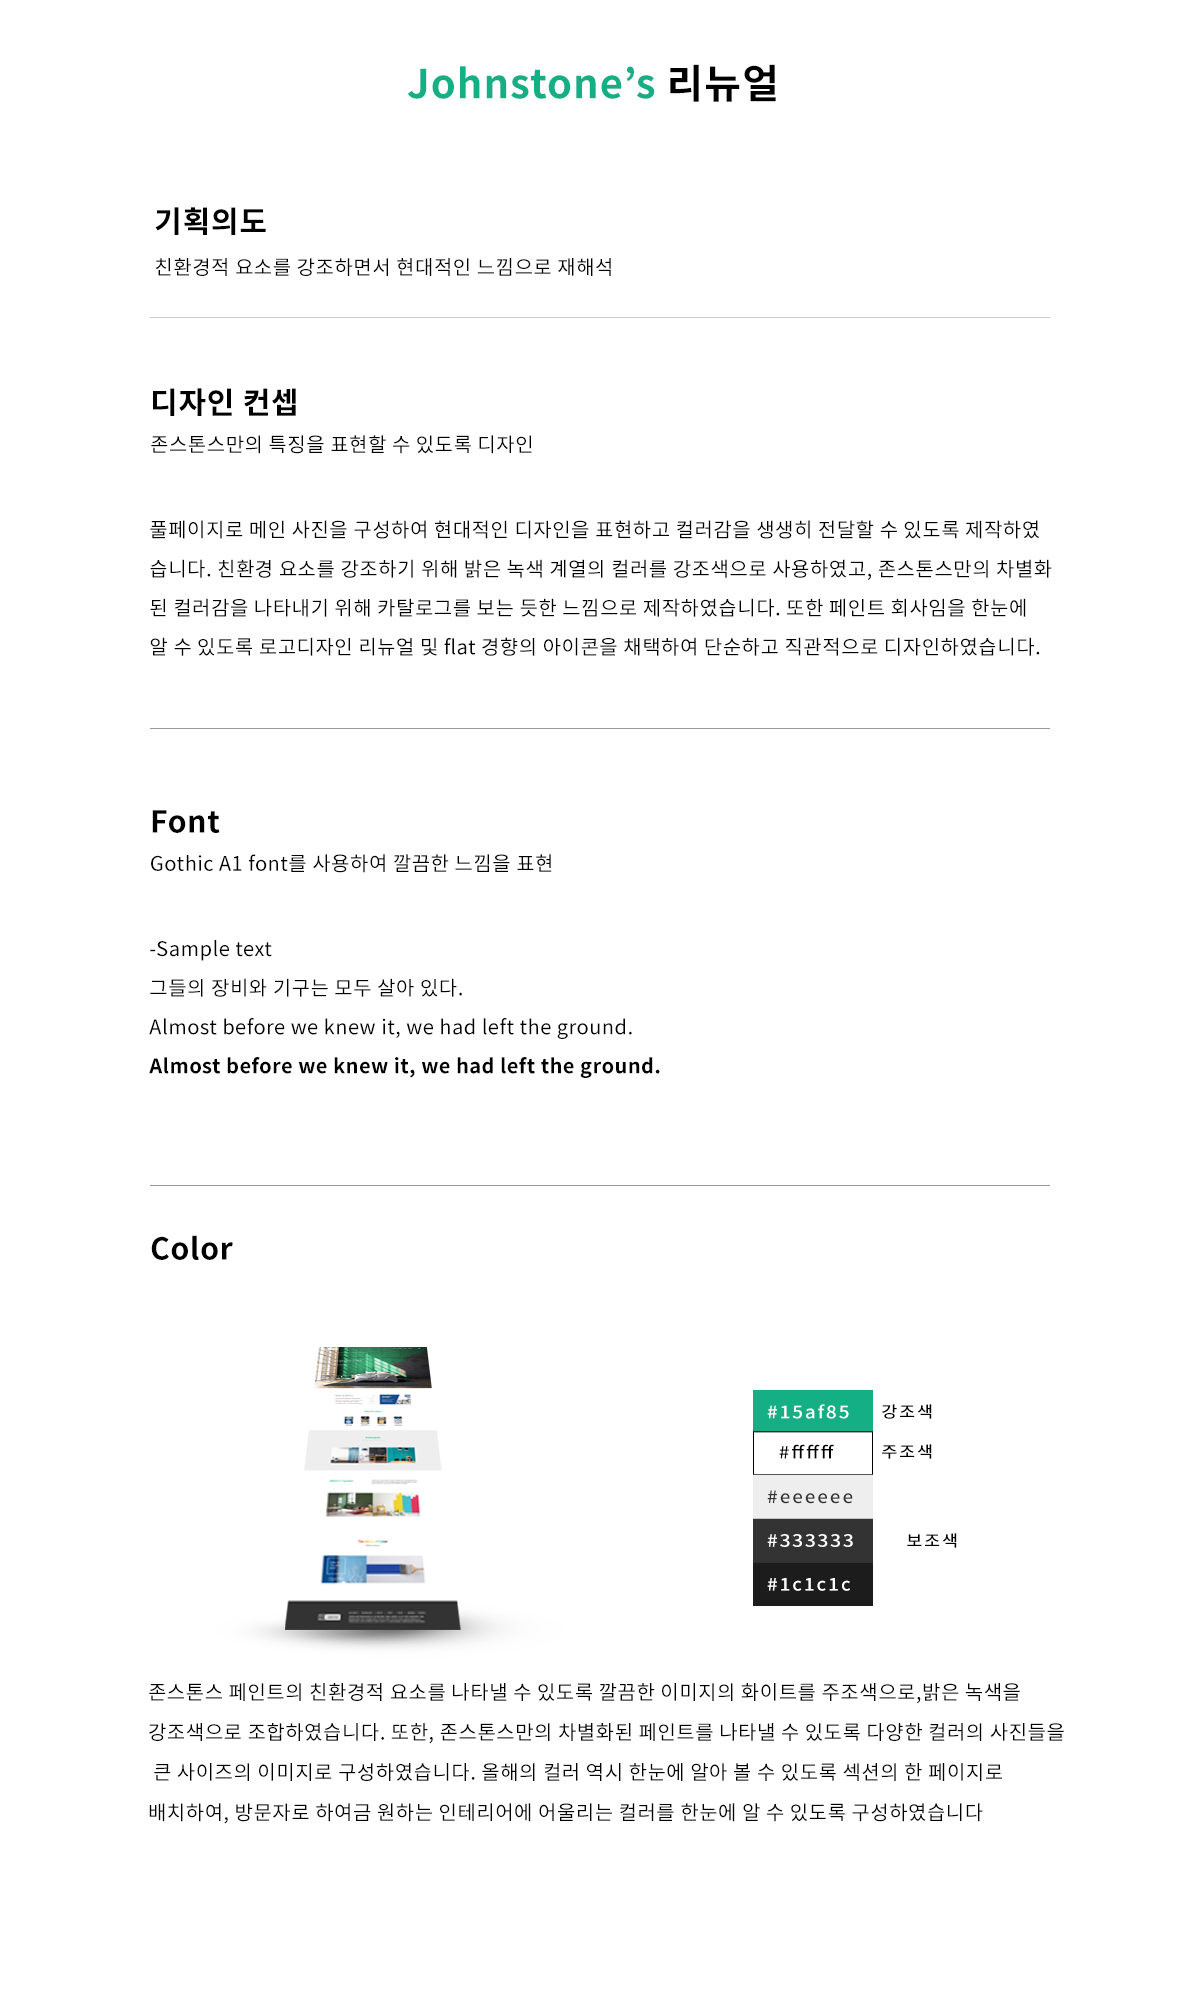 Johnstone’s 리뉴얼
기획의도
친환경적 요소를 강조하면서 현대적인 느낌으로 재해석
디자인 컨셉
존스톤스만의 특징을 표현할 수 있도록 디자인
풀페이지로 메인 사진을 구성하여 현대적인 디자인을 표현하고 컬러감을 생생히 전달할 수 있도록 제작하였
습니다. 친환경 요소를 강조하기 위해 밝은 녹색 계열의 컬러를 강조색으로 사용하였고, 존스톤스만의 차별화
된 컬러감을 나타내기 위해 카탈로그를 보는 듯한 느낌으로 제작하였습니다. 또한 페인트 회사임을 한눈에
알 수 있도록 로고디자인 리뉴얼 및 flat 경향의 아이콘을 채택하여 단순하고 직관적으로 디자인하였습니다.
Font
Gothic A1 font를 사용하여 깔끔한 느낌을 표현
-Sample text
그들의 장비와 기구는 모두 살아 있다.
Almost before we knew it, we had left the ground.
Almost before we knew it, we had left the ground.
Color
#15af85 강조색
#ffffff 주조색
#eeeeee
#333333 보조색
#1c1c1c
존스톤스 페인트의 친환경적 요소를 나타낼 수 있도록 깔끔한 이미지의 화이트를 주조색으로,밝은 녹색을
강조색으로 조합하였습니다. 또한, 존스톤스만의 차별화된 페인트를 나타낼 수 있도록 다양한 컬러의 사진들을
큰 사이즈의 이미지로 구성하였습니다. 올해의 컬러 역시 한눈에 알아 볼 수 있도록 섹션의 한 페이지로
배치하여, 방문자로 하여금 원하는 인테리어에 어울리는 컬러를 한눈에 알 수 있도록 구성하였습니다